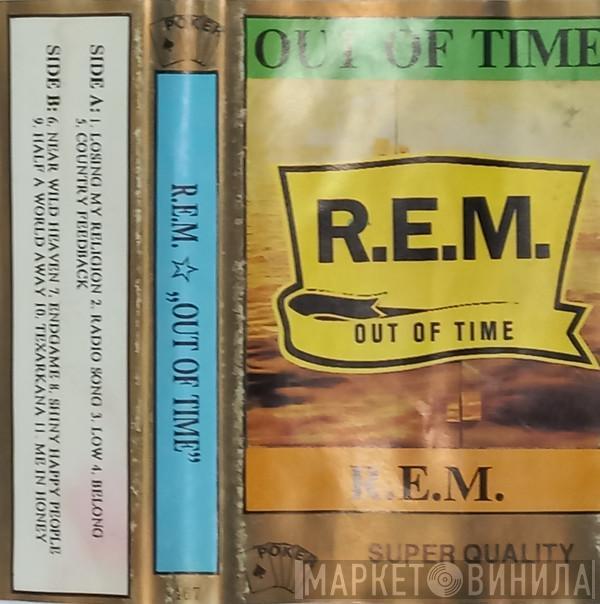 SIDE A: 1. LOSING MY RELIGION 2. RADIO SONG 3. LOW 4. BELONG
5. COUNTRY FEEDBACK
SIDE B: 6. NEAR WILD HEAVEN 7. ENDGAME 8. SHINY HAPPY PEOPLE
9. HALF A WORLD AWAY 10. TEXARKANA 11. ME IN HONEY
POKER
R.E.M. ☆ „OUT OF TIME”
OUT OF TIME
R.E.M.
OUT OF TIME
R.E.M.
POKER
SUPER QUALITY
МАРКЕТ ВИНИЛА